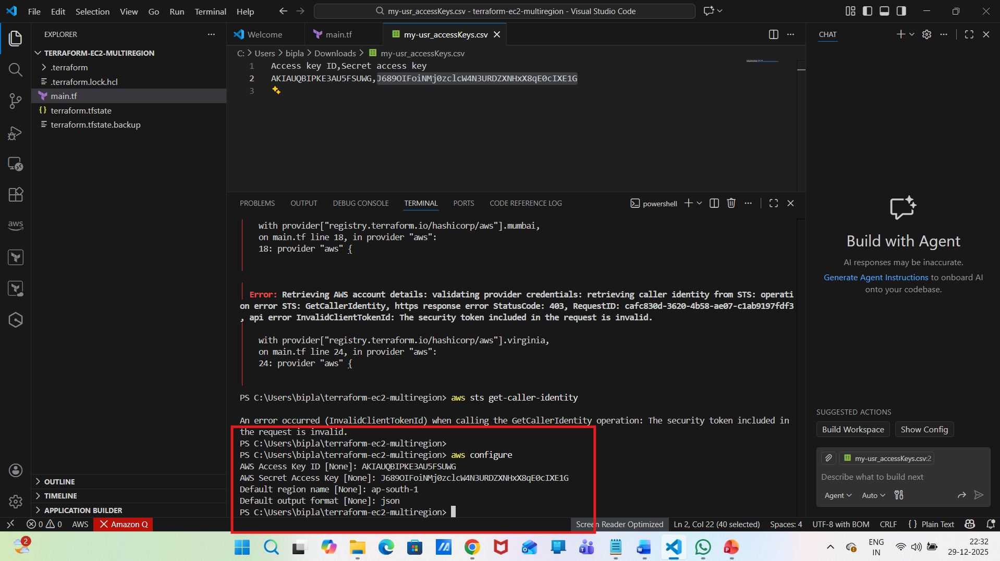 File Edit Selection View Go Run Terminal Help
my-usr_accessKeys.csv - terraform-ec2-multiregion - Visual Studio Code
EXPLORER
TERRAFORM-EC2-MULTIREGION
.terraform
.terraform.lock.hcl
main.tf
terraform.tfstate
terraform.tfstate.backup
OUTLINE
TIMELINE
APPLICATION BUILDER
aws
Welcome
main.tf
my-usr_accessKeys.csv
C: > Users > bipla > Downloads > my-usr_accessKeys.csv
1 Access key ID,Secret access key
2 AKIAUQBIPKE3AU5FSUWG,J689OIFoiNMj0zclcW4N3URDZXNHxX8qE0cIXE1G
3
PROBLEMS OUTPUT DEBUG CONSOLE TERMINAL PORTS CODE REFERENCE LOG
powershell
with provider["registry.terraform.io/hashicorp/aws"].mumbai,
on main.tf line 18, in provider "aws":
18: provider "aws" {
Error: Retrieving AWS account details: validating provider credentials: retrieving caller identity from STS: operati
on error STS: GetCallerIdentity, https response error StatusCode: 403, RequestID: cafc830d-3620-4b58-ae07-c1ab9197fdf3
, api error InvalidClientTokenId: The security token included in the request is invalid.
with provider["registry.terraform.io/hashicorp/aws"].virginia,
on main.tf line 24, in provider "aws":
24: provider "aws" {
PS C:\Users\bipla\terraform-ec2-multiregion> aws sts get-caller-identity
An error occurred (InvalidClientTokenId) when calling the GetCallerIdentity operation: The security token included in
the request is invalid.
PS C:\Users\bipla\terraform-ec2-multiregion>
PS C:\Users\bipla\terraform-ec2-multiregion> aws configure
AWS Access Key ID [None]: AKIAUQBIPKE3AU5FSUWG
AWS Secret Access Key [None]: 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
Default region name [None]: ap-south-1
Default output format [None]: json
PS C:\Users\bipla\terraform-ec2-multiregion>
CHAT
Build with Agent
AI responses may be inaccurate.
Generate Agent Instructions to onboard AI
onto your codebase.
SUGGESTED ACTIONS
Build Workspace
Show Config
my-usr_accessKeys.csv:2
Describe what to build next
Agent
Auto
0 0 AWS Amazon Q
Screen Reader Optimized Ln 2, Col 22 (40 selected) Spaces: 4 UTF-8 with BOM CRLF { } Plain Text
2
ENG
IN
22:32
29-12-2025